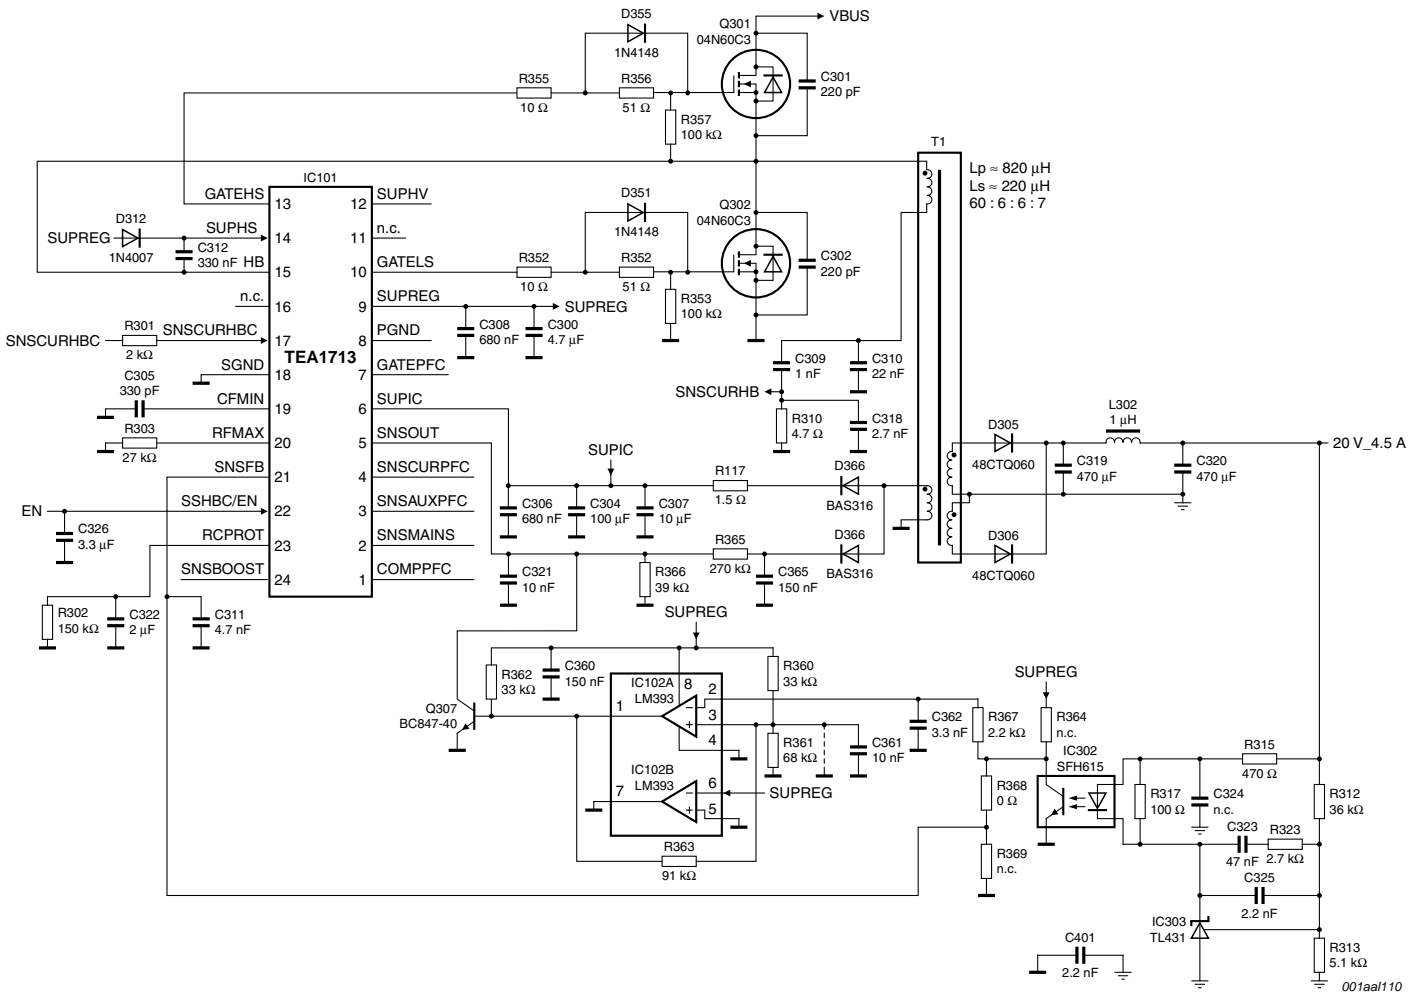 D355
1N4148
Q301
04N60C3
VBUS
R355
10 Ω
R356
51 Ω
C301
220 pF
R357
100 kΩ
T1
Lp ≈ 820 μH
Ls ≈ 220 μH
60 : 6 : 6 : 7
IC101
TEA1713
GATEHS
13
12
SUPHV
D312
SUPREG
1N4007
SUPHS
14
11
n.c.
C312
330 nF
HB
15
10
GATELS
n.c.
16
9
SUPREG
SUPREG
R301
SNSCURHBC
2 kΩ
SNSCURHBC
17
8
PGND
SGND
18
7
GATEPFC
C305
330 pF
CFMIN
19
6
SUPIC
R303
27 kΩ
RFMAX
20
5
SNSOUT
SNSFB
21
4
SNSCURPFC
EN
SSHBC/EN
22
3
SNSAUXPFC
C326
3.3 μF
RCPROT
23
2
SNSMAINS
SNSBOOST
24
1
COMPPFC
R302
150 kΩ
C322
2 μF
C311
4.7 nF
D351
1N4148
Q302
04N60C3
R352
10 Ω
R352
51 Ω
C302
220 pF
R353
100 kΩ
C308
680 nF
C300
4.7 μF
C309
1 nF
C310
22 nF
SNSCURHB
R310
4.7 Ω
C318
2.7 nF
SUPIC
R117
1.5 Ω
D366
BAS316
C306
680 nF
C304
100 μF
C307
10 μF
R365
270 kΩ
D366
BAS316
C321
10 nF
R366
39 kΩ
C365
150 nF
D305
48CTQ060
L302
1 μH
20 V_4.5 A
C319
470 μF
C320
470 μF
D306
48CTQ060
SUPREG
R362
33 kΩ
C360
150 nF
R360
33 kΩ
Q307
BC847-40
IC102A
LM393
8
2
1
3
4
IC102B
LM393
7
6
5
SUPREG
R361
68 kΩ
C361
10 nF
R363
91 kΩ
C362
3.3 nF
R367
2.2 kΩ
SUPREG
R364
n.c.
IC302
SFH615
R368
0 Ω
R369
n.c.
R315
470 Ω
R317
100 Ω
C324
n.c.
R312
36 kΩ
C323
47 nF
R323
2.7 kΩ
C325
2.2 nF
IC303
TL431
R313
5.1 kΩ
C401
2.2 nF
001aal110